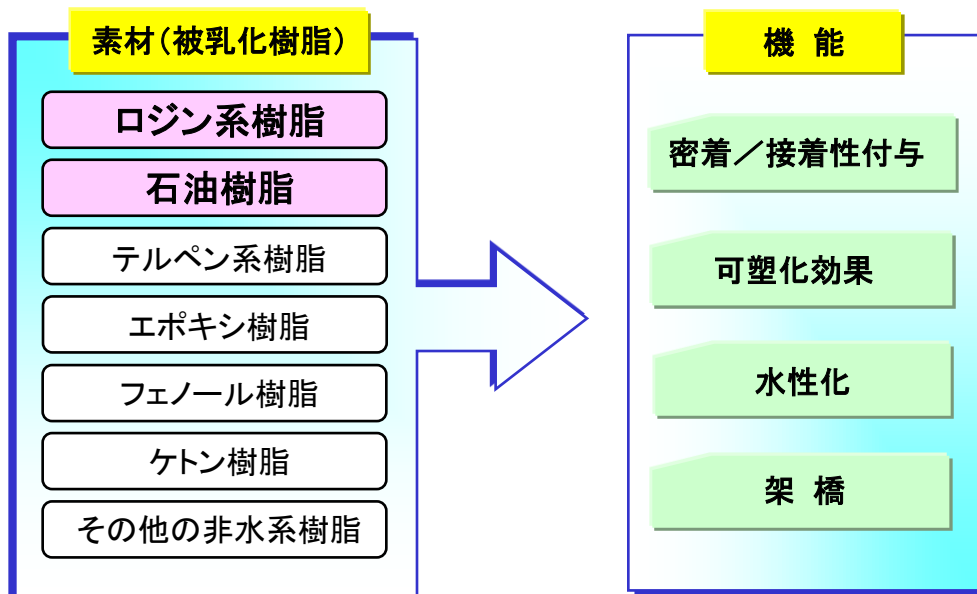 素材（被乳化樹脂）
ロジン系樹脂
石油樹脂
テルペン系樹脂
エポキシ樹脂
フェノール樹脂
ケトン樹脂
その他の非水系樹脂
機 能
密着／接着性付与
可塑化効果
水性化
架 橋